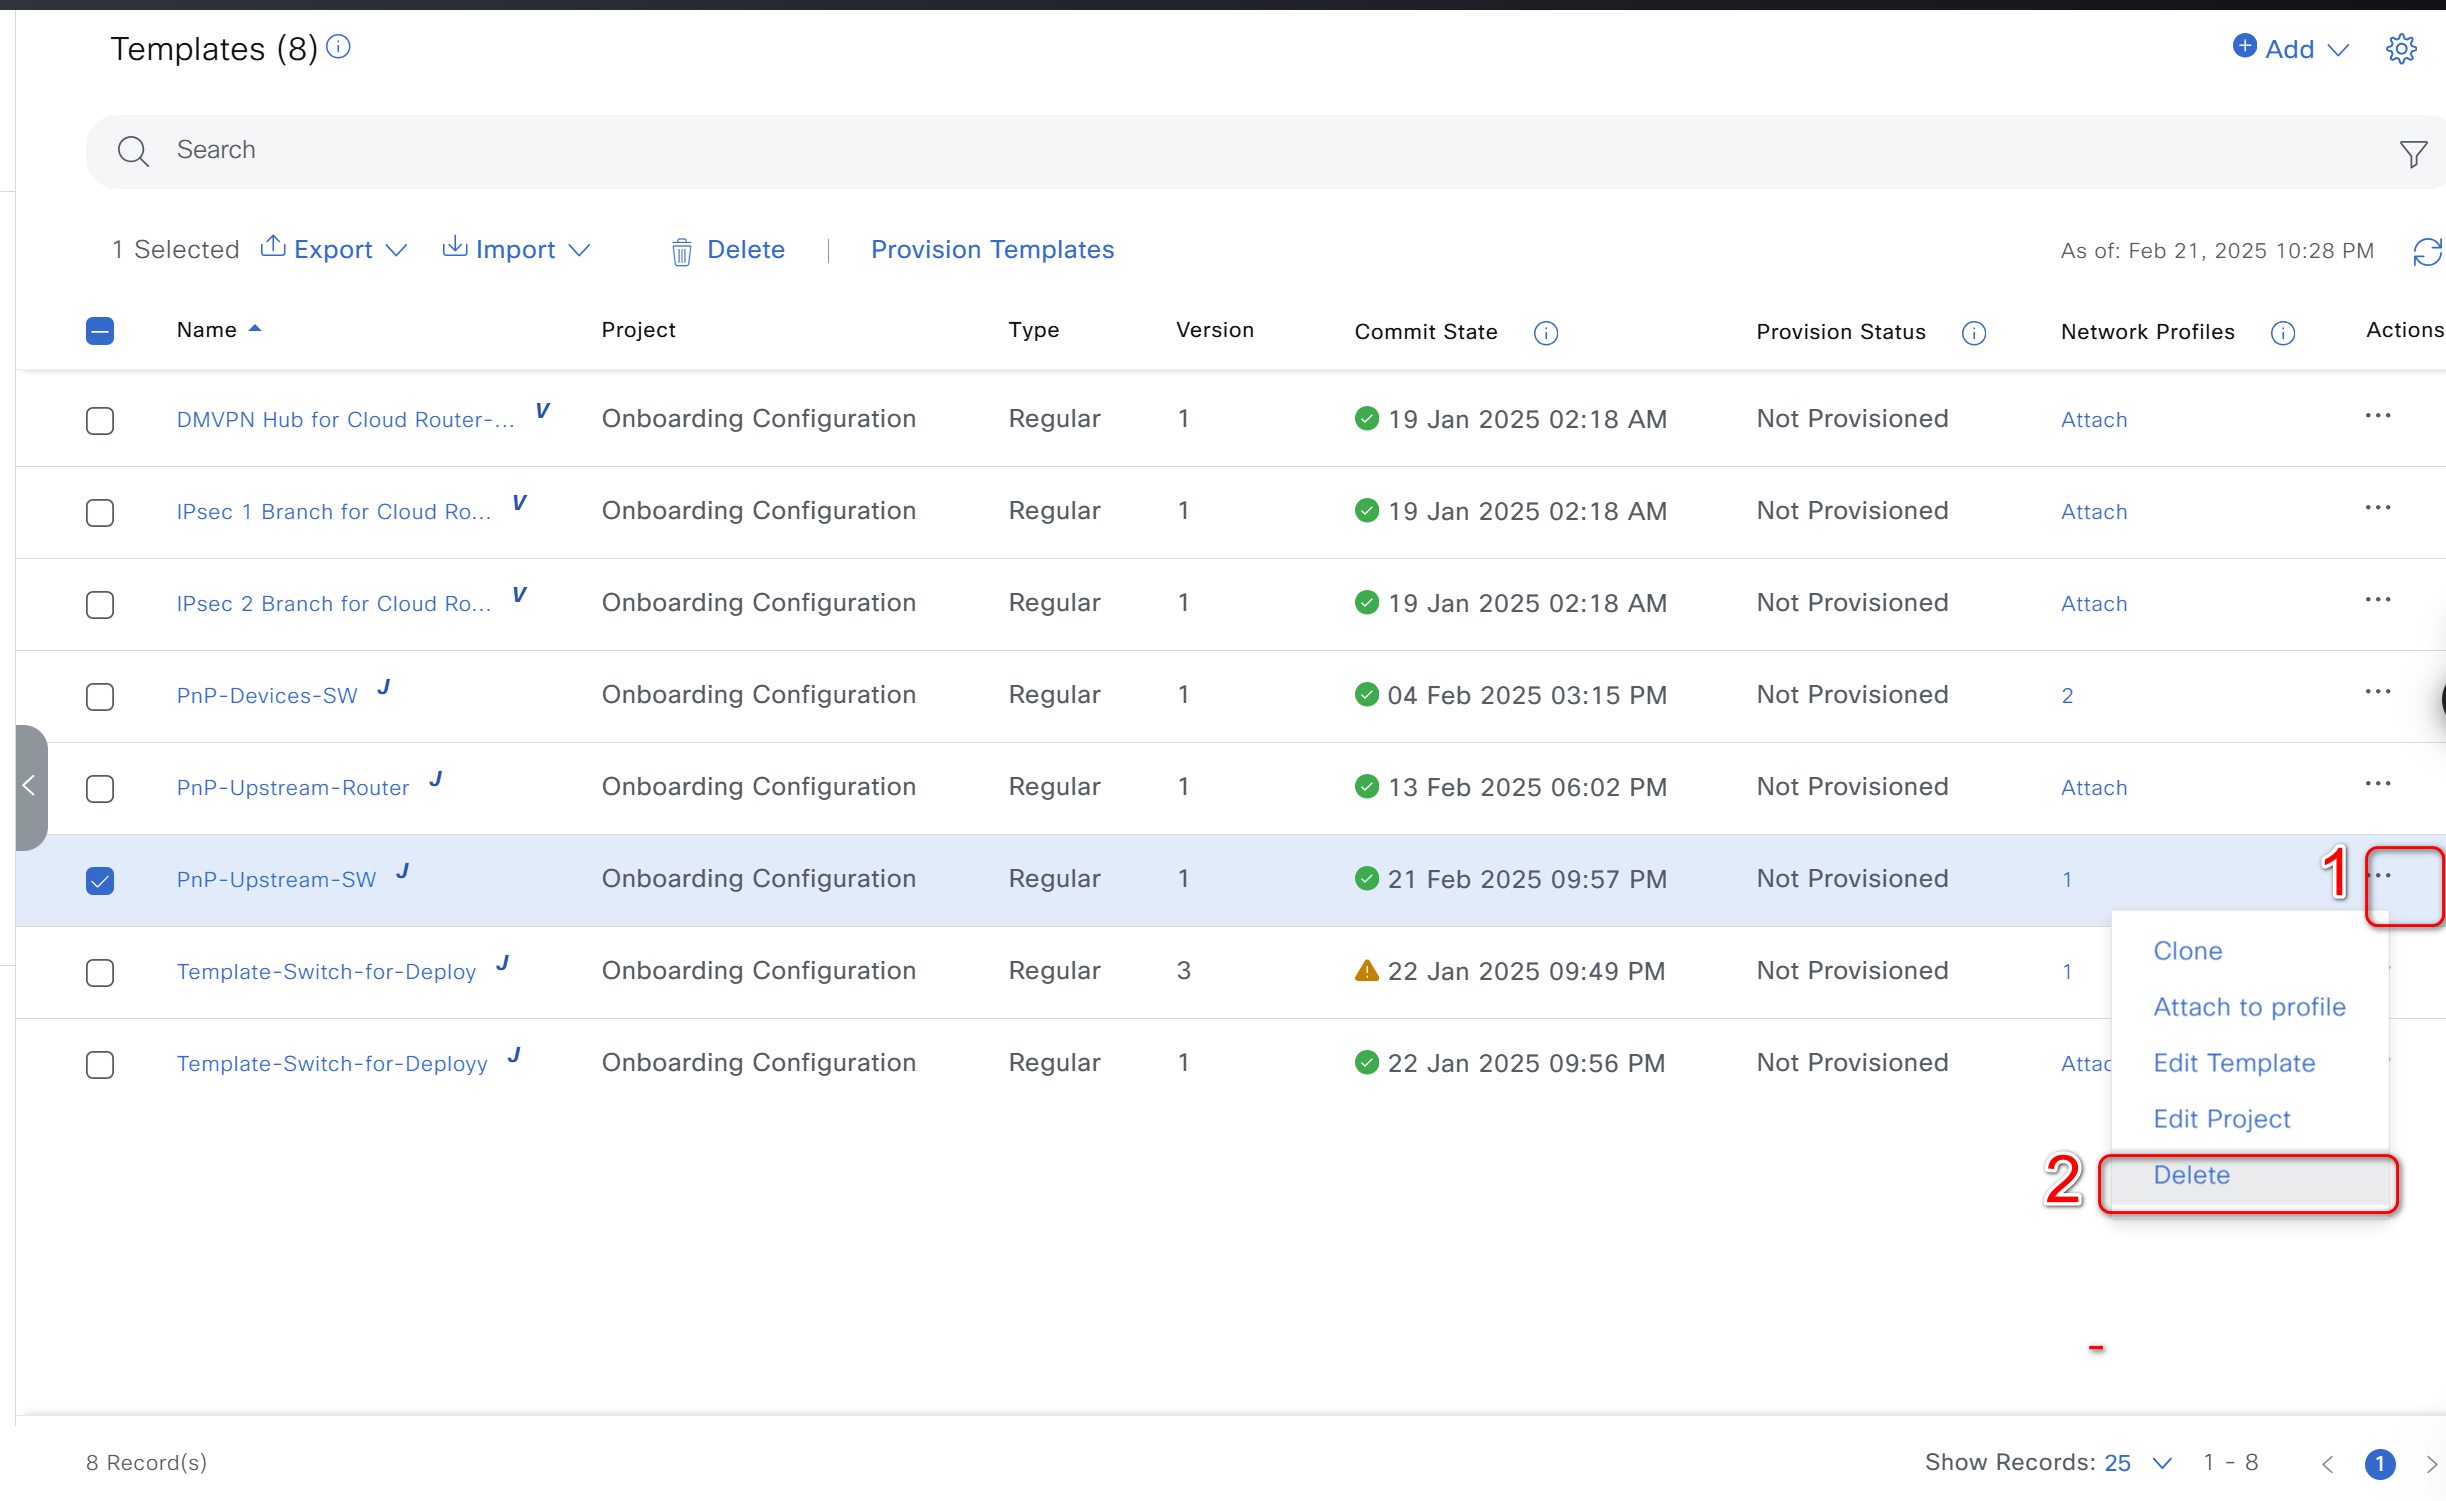 Templates (8)
Add
Search
1 Selected Export Import Delete | Provision Templates As of: Feb 21, 2025 10:28 PM
Name Project Type Version Commit State Provision Status Network Profiles Actions
DMVPN Hub for Cloud Router-... V Onboarding Configuration Regular 1 19 Jan 2025 02:18 AM Not Provisioned Attach ...
IPsec 1 Branch for Cloud Ro... V Onboarding Configuration Regular 1 19 Jan 2025 02:18 AM Not Provisioned Attach ...
IPsec 2 Branch for Cloud Ro... V Onboarding Configuration Regular 1 19 Jan 2025 02:18 AM Not Provisioned Attach ...
PnP-Devices-SW J Onboarding Configuration Regular 1 04 Feb 2025 03:15 PM Not Provisioned 2 ...
PnP-Upstream-Router J Onboarding Configuration Regular 1 13 Feb 2025 06:02 PM Not Provisioned Attach ...
PnP-Upstream-SW J Onboarding Configuration Regular 1 21 Feb 2025 09:57 PM Not Provisioned 1 1 ...
Template-Switch-for-Deploy J Onboarding Configuration Regular 3 22 Jan 2025 09:49 PM Not Provisioned 1
Template-Switch-for-Deployy J Onboarding Configuration Regular 1 22 Jan 2025 09:56 PM Not Provisioned Attac
Clone
Attach to profile
Edit Template
Edit Project
2 Delete
-
8 Record(s) Show Records: 25 1 - 8 < 1 >